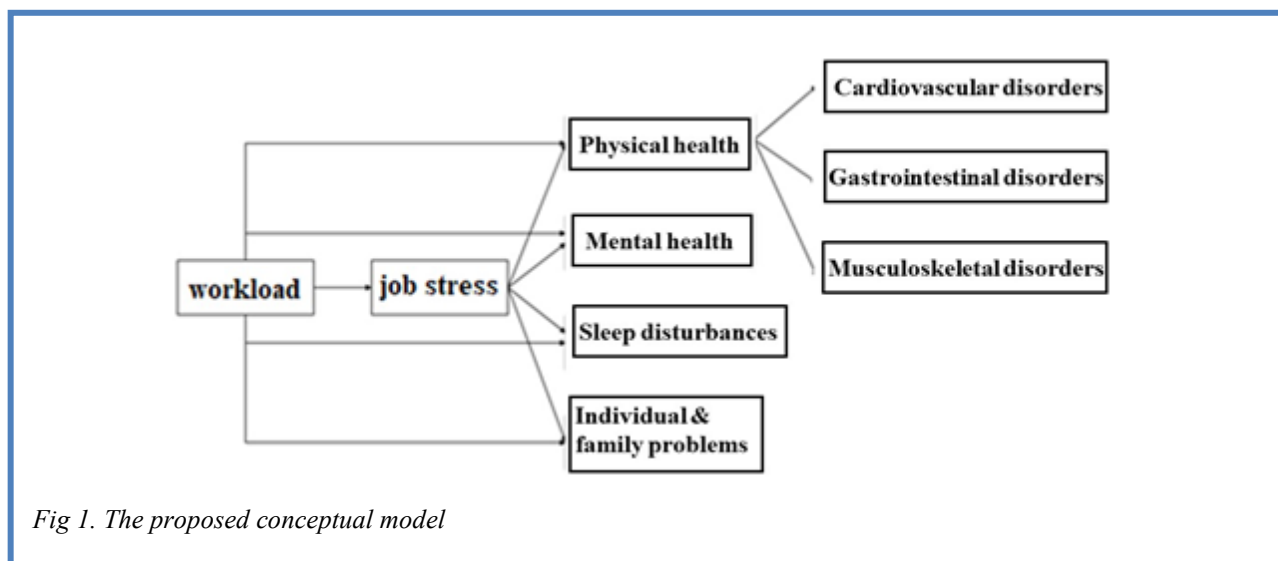 Cardiovascular disorders
Physical health
Gastrointestinal disorders
Mental health
Musculoskeletal disorders
workload
job stress
Sleep disturbances
Individual &
family problems
Fig 1. The proposed conceptual model